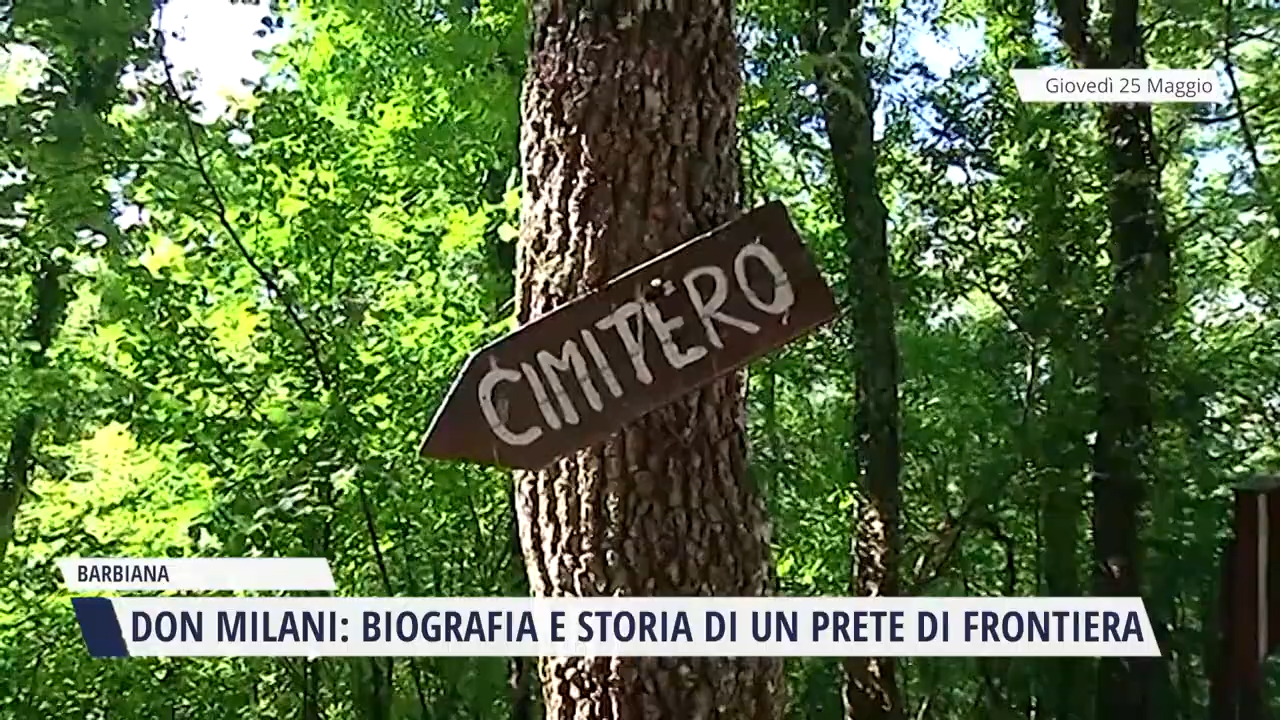 Giovedì 25 Maggio
CIMITERO
BARBIANA
DON MILANI: BIOGRAFIA E STORIA DI UN PRETE DI FRONTIERA